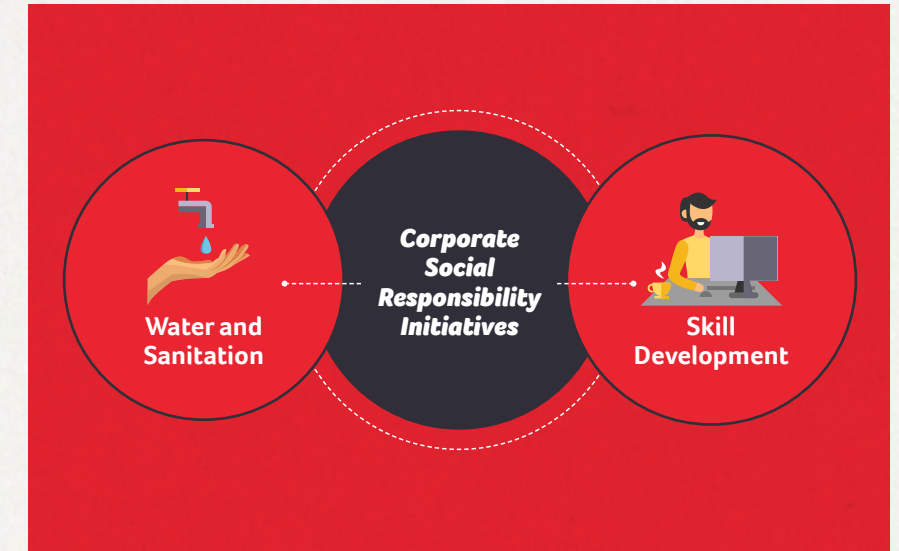 Water and
Sanitation
Corporate
Social
Responsibility
Initiatives
Skill
Development